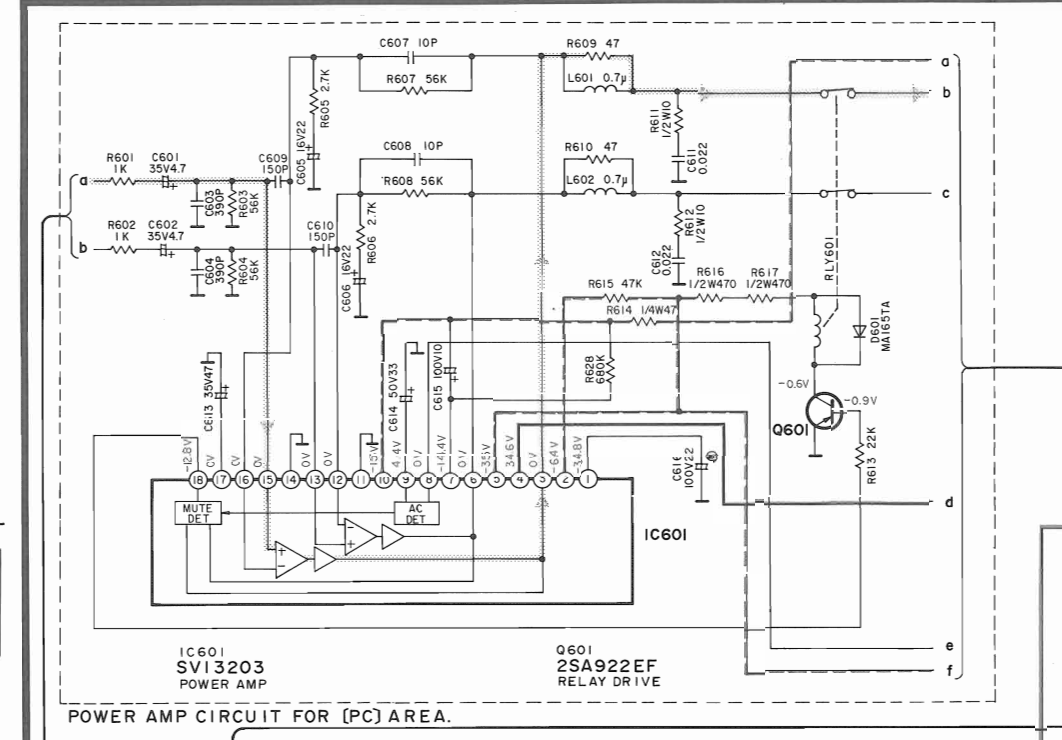 C607 10P
R607 56K
R605 2.7K
C605 16V22
R609 47
L601 0.7μ
R611
1/2W10
C611
0.022
a
b
C608 10P
R608 56K
R606 2.7K
C606 16V22
R610 47
L602 0.7μ
R612
1/2W10
C612
0.022
c
a
R601
1K
C601
35V4.7
C603
390P
R603
56K
C609
150P
b
R602
1K
C602
35V4.7
C604
390P
R604
56K
C610
150P
RLY601
R615 47K
R616
1/2W470
R617
1/2W470
R614 1/4W47
D601
MA165TA
R628
680K
C613 35V47
C614 50V33
C615 100V10
-0.6V
-0.9V
Q601
R613 22K
C616
100V22
-12.8V 0V 0V 0V 0V 0V 4.4V 0V 0V 34.6V 0V -34.8V
18 17 16 15 14 13 12 11 10 9 8 7 6 5 4 3 2 1
MUTE
DET
AC
DET
IC601
d
e
f
IC601
SVI3203
POWER AMP
Q601
2SA922EF
RELAY DRIVE
POWER AMP CIRCUIT FOR (PC) AREA.